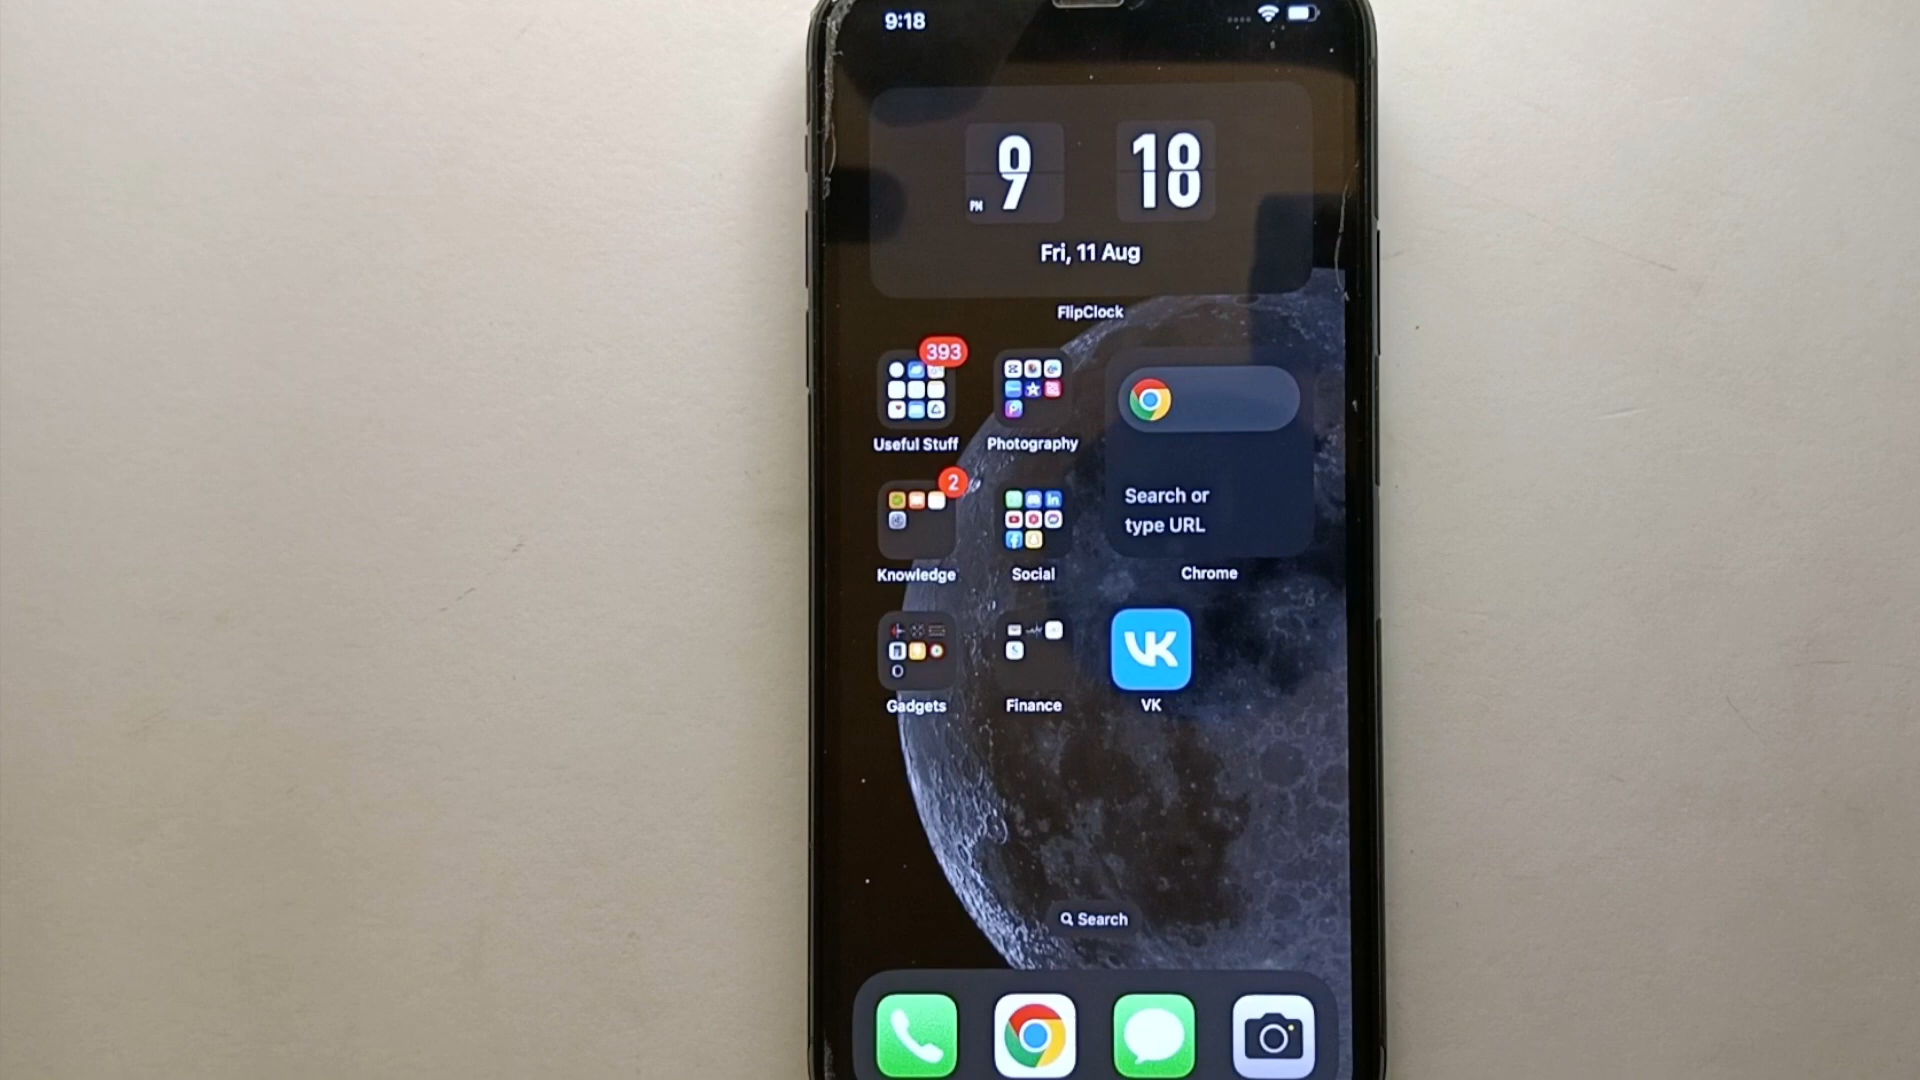 9:18
9 18
PM
Fri, 11 Aug
FlipClock
393
Useful Stuff
Photography
Search or
type URL
2
Knowledge
Social
Chrome
Gadgets
Finance
VK
VK
Search